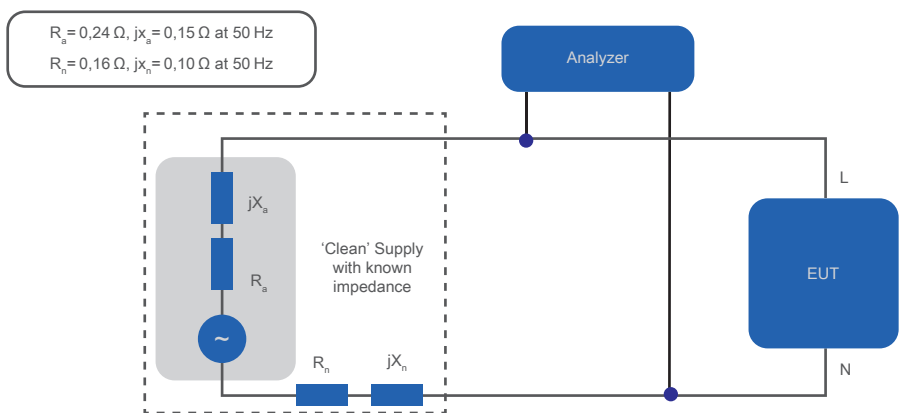 Rₐ= 0,24 Ω, jxₐ= 0,15 Ω at 50 Hz
Rₙ= 0,16 Ω, jxₙ= 0,10 Ω at 50 Hz
Analyzer
L
jXₐ
‘Clean’ Supply
with known
impedance
Rₐ
EUT
~
Rₙ
jXₙ
N